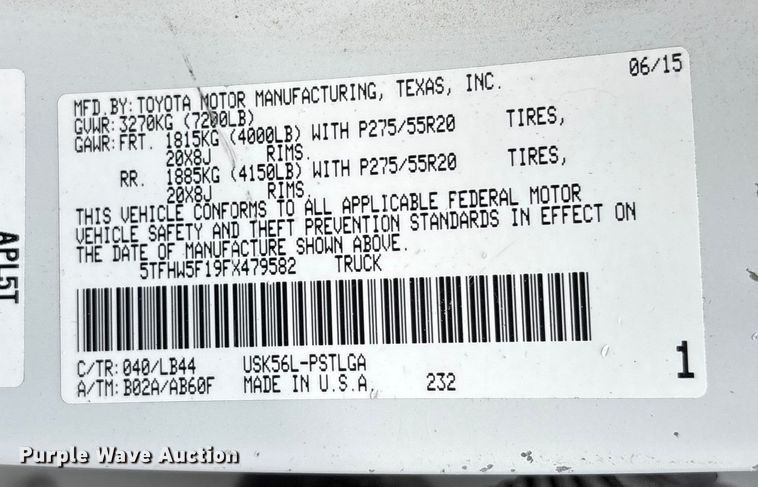 06/15
MFD.BY: TOYOTA MOTOR MANUFACTURING, TEXAS, INC.
GVWR: 3270KG (7200LB)
GAWR: FRT. 1815KG (4000LB) WITH P275/55R20 TIRES,
20X8J RIMS.
RR. 1885KG (4150LB) WITH P275/55R20 TIRES,
20X8J RIMS.
THIS VEHICLE CONFORMS TO ALL APPLICABLE FEDERAL MOTOR
VEHICLE SAFETY AND THEFT PREVENTION STANDARDS IN EFFECT ON
THE DATE OF MANUFACTURE SHOWN ABOVE.
5TFHW5F19FX479582 TRUCK
C/TR: 040/LB44 USK56L-PSTLGA
A/TM: B02A/AB60F MADE IN U.S.A. 232
1
APL5T
Purple Wave Auction